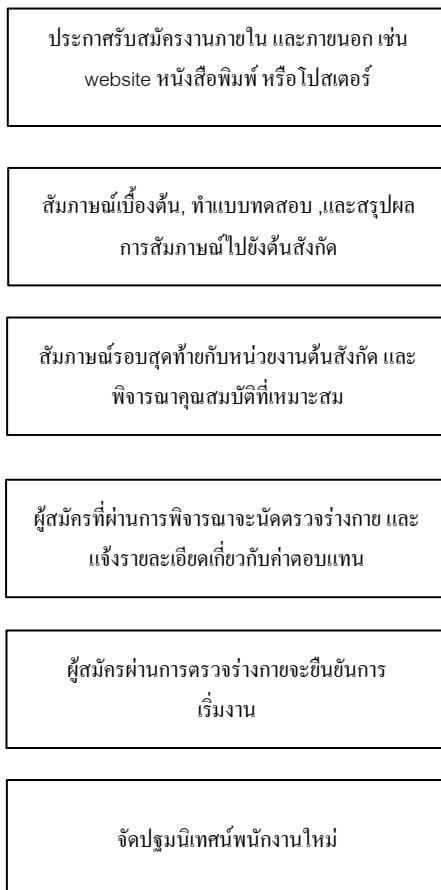 ประกาศรับสมัครงานภายใน และภายนอก เช่น
website หนังสือพิมพ์ หรือโปสเตอร์
สัมภาษณ์เบื้องต้น, ทำแบบทดสอบ ,และสรุปผล
การสัมภาษณ์ไปยังต้นสังกัด
สัมภาษณ์รอบสุดท้ายกับหน่วยงานต้นสังกัด และ
พิจารณาคุณสมบัติที่เหมาะสม
ผู้สมัครที่ผ่านการพิจารณาจะนัดตรวจร่างกาย และ
แจ้งรายละเอียดเกี่ยวกับค่าตอบแทน
ผู้สมัครผ่านการตรวจร่างกายจะยืนยันการ
เริ่มงาน
จัดปฐมนิเทศน์พนักงานใหม่